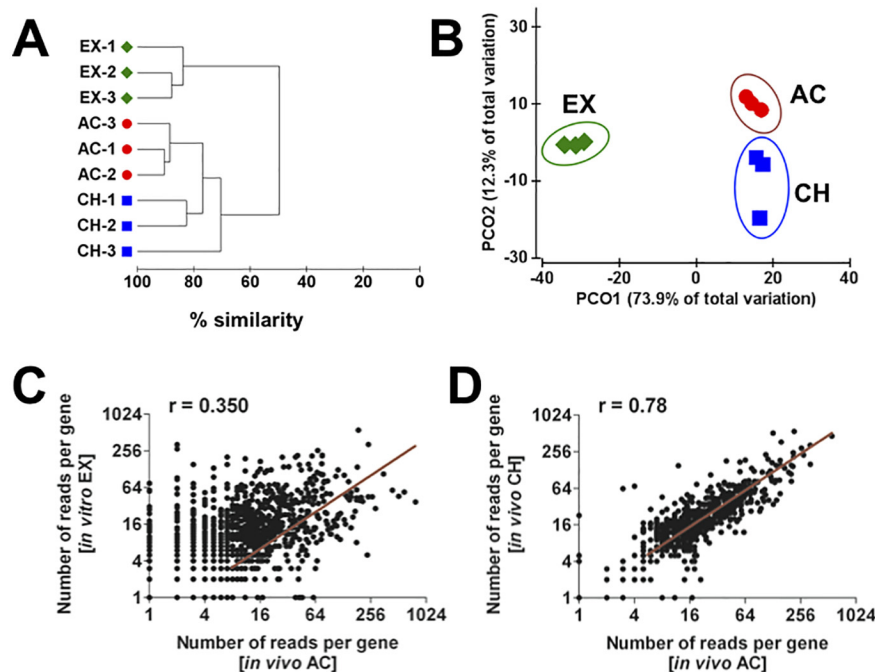 A
EX-1
EX-2
EX-3
AC-3
AC-1
AC-2
CH-1
CH-2
CH-3
100 80 60 40 20 0
% similarity
B
PCO2 (12.3% of total variation)
30
10
-10
-30
EX
AC
CH
-40 -20 0 20 40
PCO1 (73.9% of total variation)
C
r = 0.350
Number of reads per gene
[in vitro EX]
1024
256
64
16
4
1
1 4 16 64 256 1024
Number of reads per gene
[in vivo AC]
D
r = 0.78
Number of reads per gene
[in vivo CH]
1024
256
64
16
4
1
1 4 16 64 256 1024
Number of reads per gene
[in vivo AC]